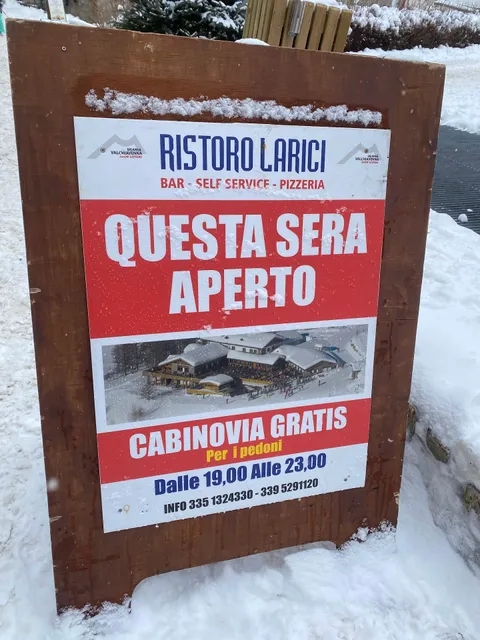 RISTORO LARICI
BAR - SELF SERVICE - PIZZERIA
QUESTA SERA
APERTO
CABINOVIA GRATIS
Per i pedoni
Dalle 19,00 Alle 23,00
INFO 335 1324330 - 339 5291120